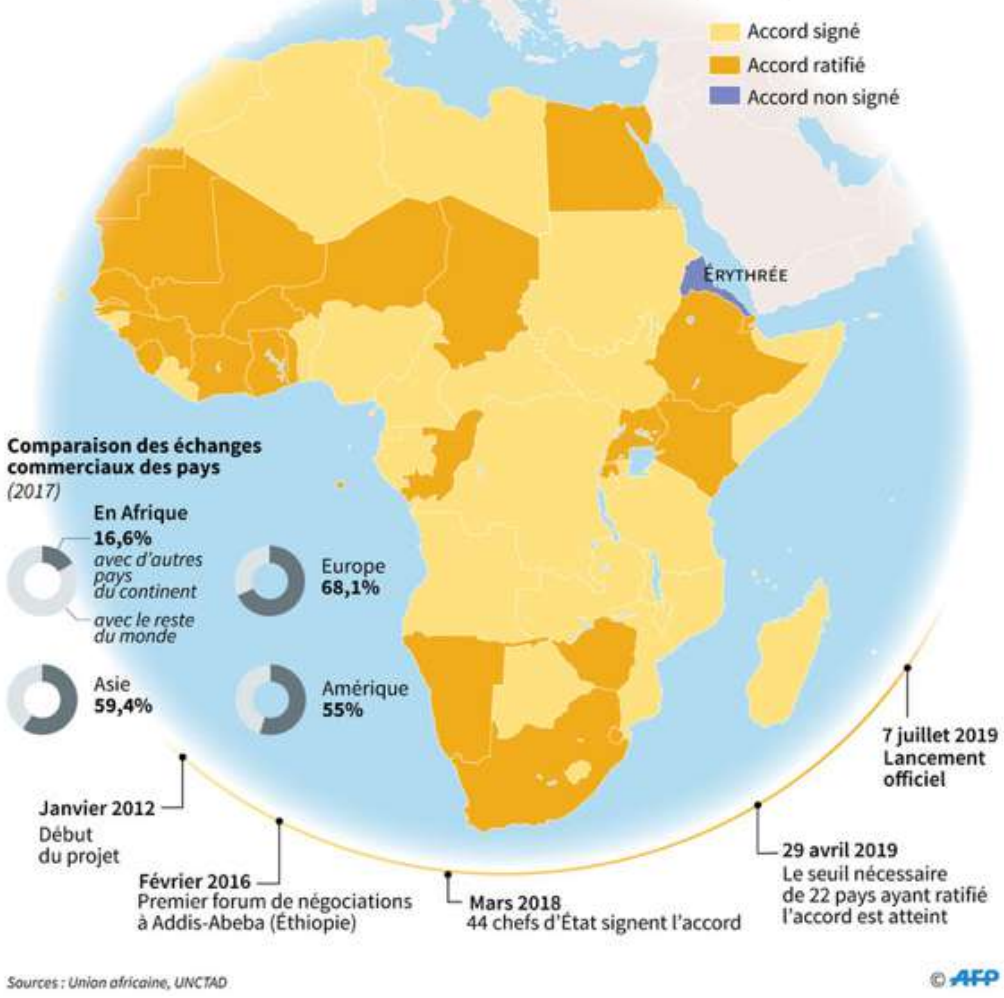 Accord signé
Accord ratifié
Accord non signé
ÉRYTHRÉE
Comparaison des échanges
commerciaux des pays
(2017)
En Afrique
16,6%
avec d'autres
pays
du continent
avec le reste
du monde
Europe
68,1%
Asie
59,4%
Amérique
55%
Janvier 2012
Début
du projet
Février 2016
Premier forum de négociations
à Addis-Abeba (Éthiopie)
Mars 2018
44 chefs d'État signent l'accord
29 avril 2019
Le seuil nécessaire
de 22 pays ayant ratifié
l'accord est atteint
7 juillet 2019
Lancement
officiel
Sources : Union africaine, UNCTAD
© AFP